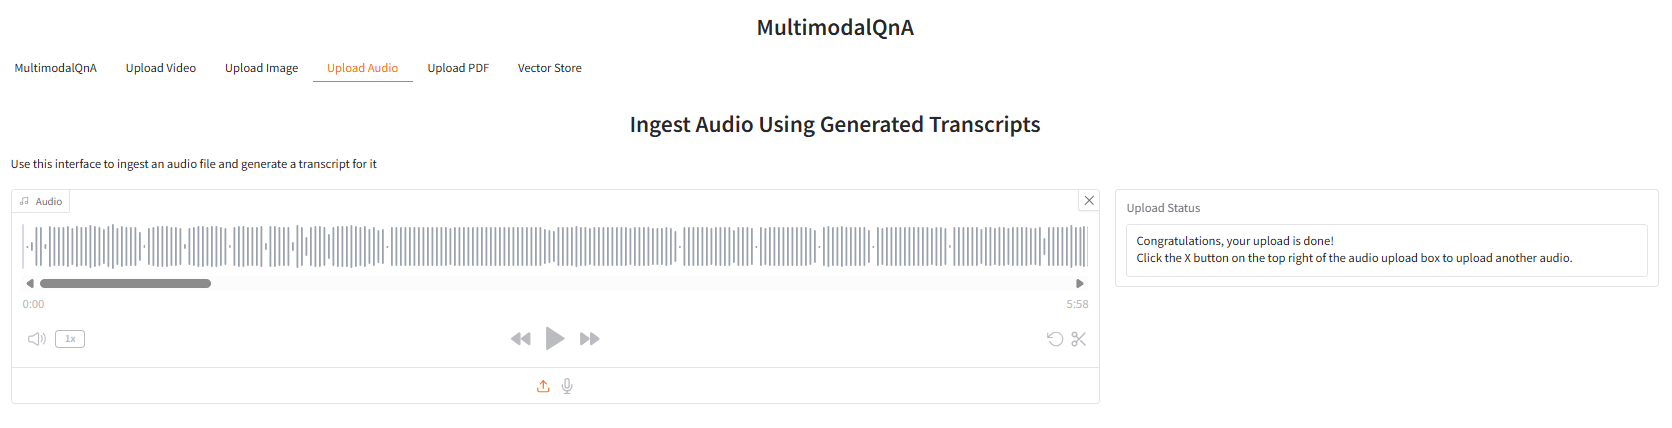 MultimodalQnA
MultimodalQnA Upload Video Upload Image Upload Audio Upload PDF Vector Store
Ingest Audio Using Generated Transcripts
Use this interface to ingest an audio file and generate a transcript for it
Audio
0:00 5:58
1x
Upload Status
Congratulations, your upload is done!
Click the X button on the top right of the audio upload box to upload another audio.